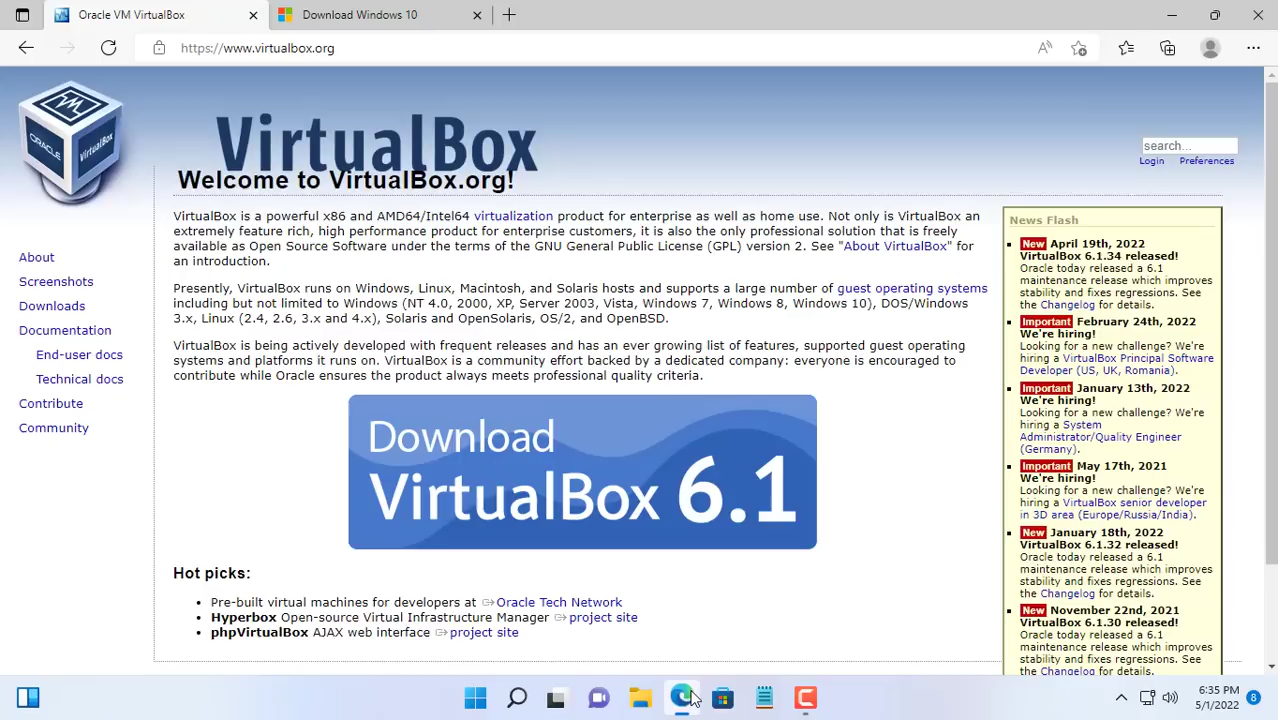 Oracle VM VirtualBox
Download Windows 10
https://www.virtualbox.org
ORACLE
VirtualBox
VirtualBox
Welcome to VirtualBox.org!
search...
Login Preferences
About
Screenshots
Downloads
Documentation
End-user docs
Technical docs
Contribute
Community
VirtualBox is a powerful x86 and AMD64/Intel64 virtualization product for enterprise as well as home use. Not only is VirtualBox an
extremely feature rich, high performance product for enterprise customers, it is also the only professional solution that is freely
available as Open Source Software under the terms of the GNU General Public License (GPL) version 2. See "About VirtualBox" for
an introduction.
Presently, VirtualBox runs on Windows, Linux, Macintosh, and Solaris hosts and supports a large number of guest operating systems
including but not limited to Windows (NT 4.0, 2000, XP, Server 2003, Vista, Windows 7, Windows 8, Windows 10), DOS/Windows
3.x, Linux (2.4, 2.6, 3.x and 4.x), Solaris and OpenSolaris, OS/2, and OpenBSD.
VirtualBox is being actively developed with frequent releases and has an ever growing list of features, supported guest operating
systems and platforms it runs on. VirtualBox is a community effort backed by a dedicated company: everyone is encouraged to
contribute while Oracle ensures the product always meets professional quality criteria.
Download
VirtualBox 6.1
Hot picks:
Pre-built virtual machines for developers at Oracle Tech Network
Hyperbox Open-source Virtual Infrastructure Manager project site
phpVirtualBox AJAX web interface project site
News Flash
New April 19th, 2022
VirtualBox 6.1.34 released!
Oracle today released a 6.1
maintenance release which improves
stability and fixes regressions. See
the Changelog for details.
Important February 24th, 2022
We're hiring!
Looking for a new challenge? We're
hiring a VirtualBox Principal Software
Developer (US, UK, Romania).
Important January 13th, 2022
We're hiring!
Looking for a new challenge? We're
hiring a System
Administrator/Quality Engineer
(Germany).
Important May 17th, 2021
We're hiring!
Looking for a new challenge? We're
hiring a VirtualBox senior developer
in 3D area (Europe/Russia/India).
New January 18th, 2022
VirtualBox 6.1.32 released!
Oracle today released a 6.1
maintenance release which improves
stability and fixes regressions. See
the Changelog for details.
New November 22nd, 2021
VirtualBox 6.1.30 released!
Oracle today released a 6.1
maintenance release which improves
stability and fixes regressions. See
the Changelog for details.
6:35 PM
5/1/2022
8